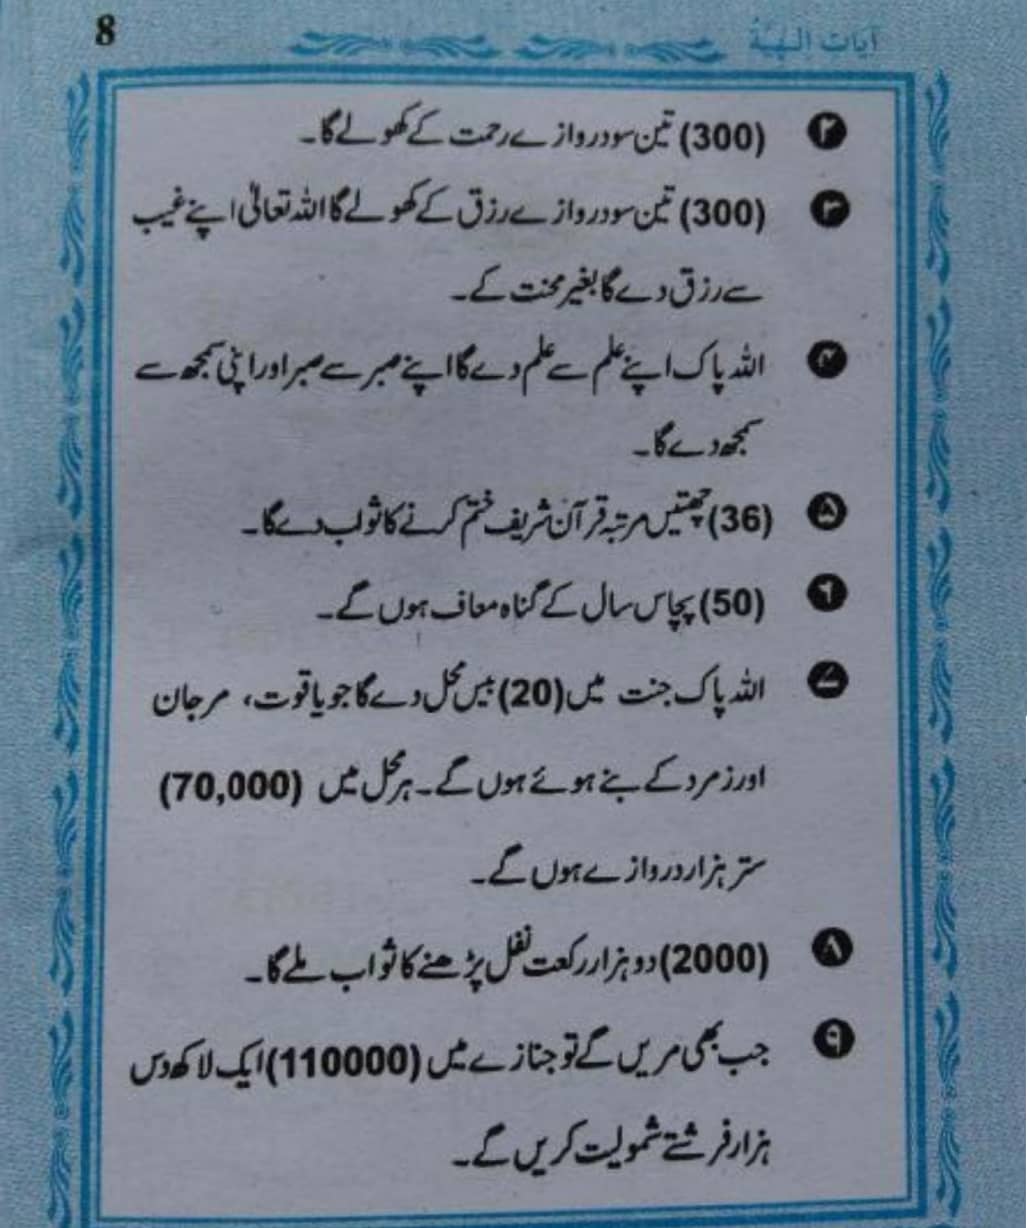 8
آیات الہیّہ
۲ (300) تین سو دروازے رحمت کے کھولے گا۔
۳ (300) تین سو دروازے رزق کے کھولے گا اللہ تعالیٰ اپنے غیب
سے رزق دے گا بغیر محنت کے۔
۴ اللہ پاک اپنے علم سے علم دے گا اپنے صبر سے صبر اور اپنی سمجھ سے
سمجھ دے گا۔
۵ (36) چھتیس مرتبہ قرآن شریف ختم کرنے کا ثواب دے گا۔
۶ (50) پچاس سال کے گناہ معاف ہوں گے۔
۷ اللہ پاک جنت میں (20) بیس محل دے گا جو یاقوت، مرجان
اور زمرد کے بنے ہوئے ہوں گے۔ ہر محل میں (70,000)
ستر ہزار دروازے ہوں گے۔
۸ (2000) دو ہزار رکعت نفل پڑھنے کا ثواب ملے گا۔
۹ جب بھی مریں گے تو جنازے میں (110000) ایک لاکھ دس
ہزار فرشتے شمولیت کریں گے۔